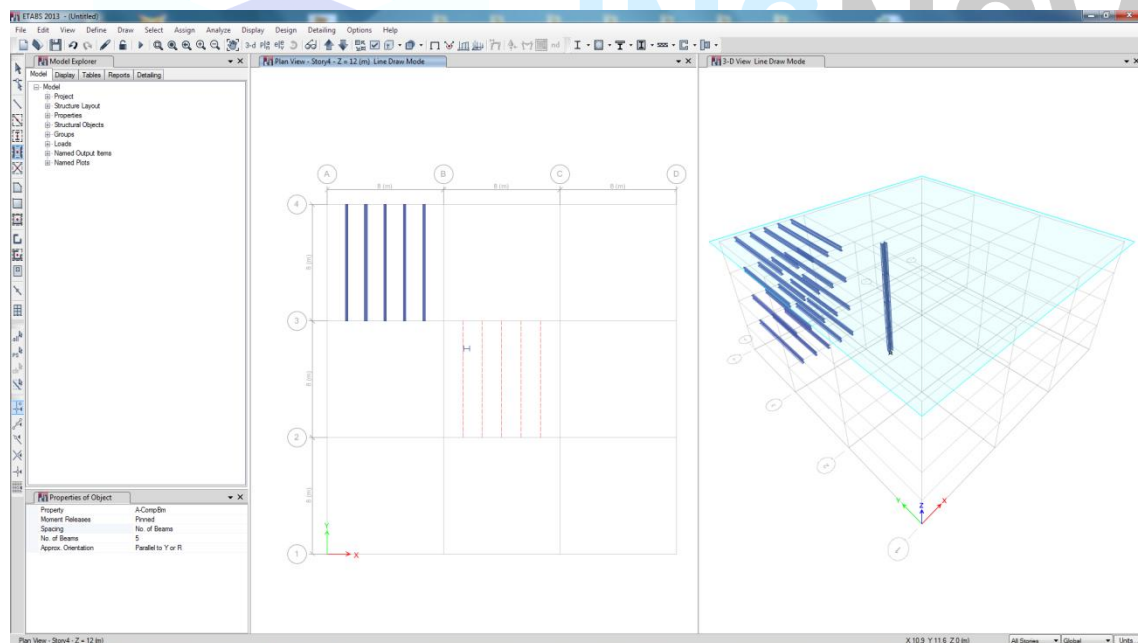 INSNOV
ETABS 2013 - (Untitled)
File Edit View Define Draw Select Assign Analyze Display Design Detailing Options Help
3-d
nd
Model Explorer
Model Display Tables Reports Detailing
Model
Project
Structure Layout
Properties
Structural Objects
Groups
Loads
Named Output Items
Named Plots
Properties of Object
Property A-CompBm
Moment Releases Pinned
Spacing No. of Beams
No. of Beams 5
Approx. Orientation Parallel to Y or R
Plan View - Story4 - Z = 12 (m) Line Draw Mode
A B C D
8 (m) 8 (m) 8 (m)
4
8 (m)
3
8 (m)
2
8 (m)
1
Y
X
3-D View Line Draw Mode
Y Z X
Plan View - Story4 - Z = 12 (m)
X 10.9 Y 11.6 Z 0 (m)
All Stories Global Units